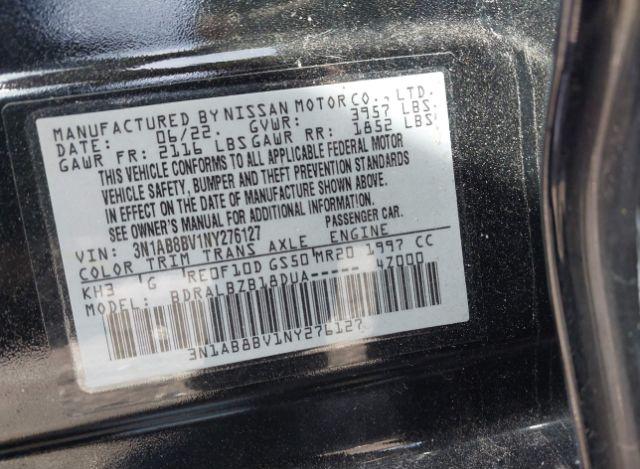 MANUFACTURED BY NISSAN MOTOR CO., LTD.
DATE: 06/22. GVWR: 3957 LBS.
GAWR FR: 2116 LBS GAWR RR: 1852 LBS
THIS VEHICLE CONFORMS TO ALL APPLICABLE FEDERAL MOTOR
VEHICLE SAFETY, BUMPER AND THEFT PREVENTION STANDARDS
IN EFFECT ON THE DATE OF MANUFACTURE SHOWN ABOVE.
SEE OWNER'S MANUAL FOR ADDITIONAL INFORMATION.
VIN: 3N1AB8BV1NY276127 PASSENGER CAR.
COLOR TRIM TRANS AXLE ENGINE
KH3 G RE0F10D GS50 MR20 1997 CC
MODEL: BDRALBZB18DUA----- 47000
3N1AB8BV1NY276127